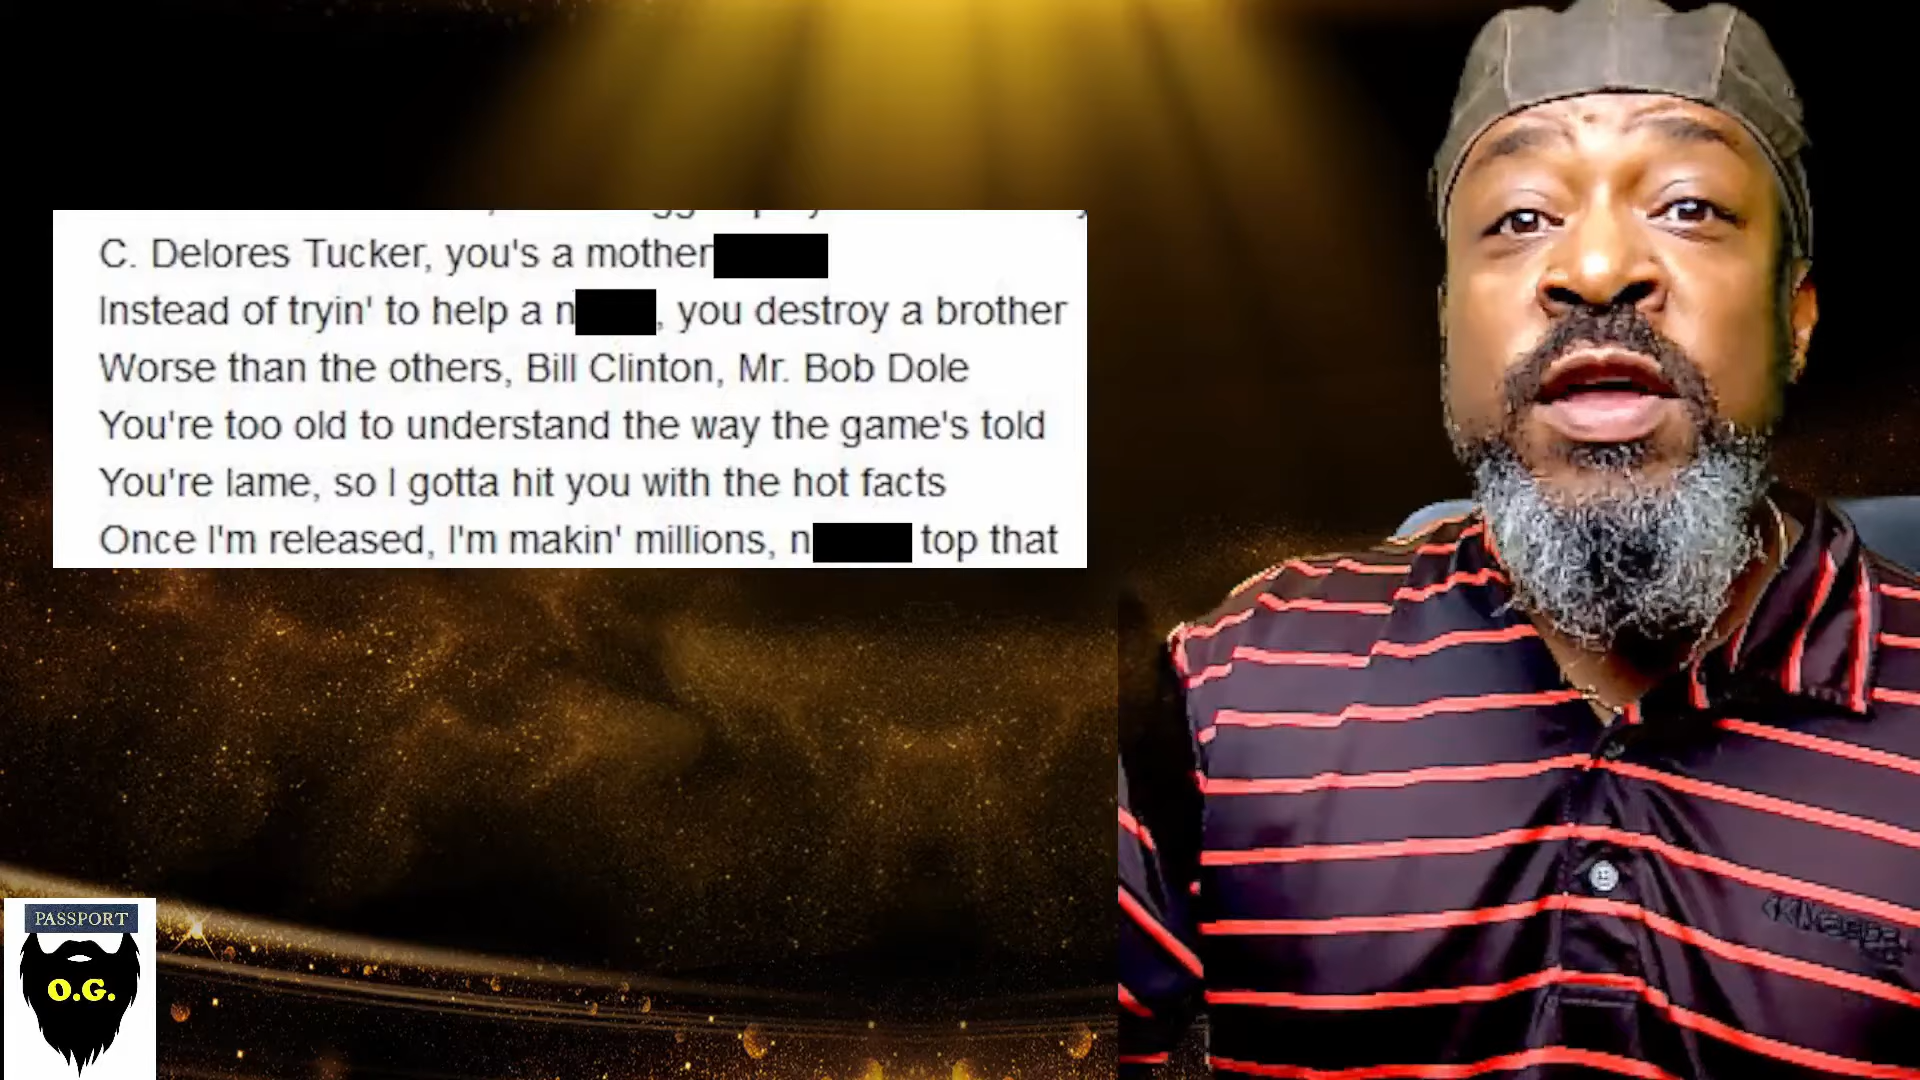 C. Delores Tucker, you's a mother
Instead of tryin' to help a n , you destroy a brother
Worse than the others, Bill Clinton, Mr. Bob Dole
You're too old to understand the way the game's told
You're lame, so I gotta hit you with the hot facts
Once I'm released, I'm makin' millions, n top that
PASSPORT
O.G.
Kappa